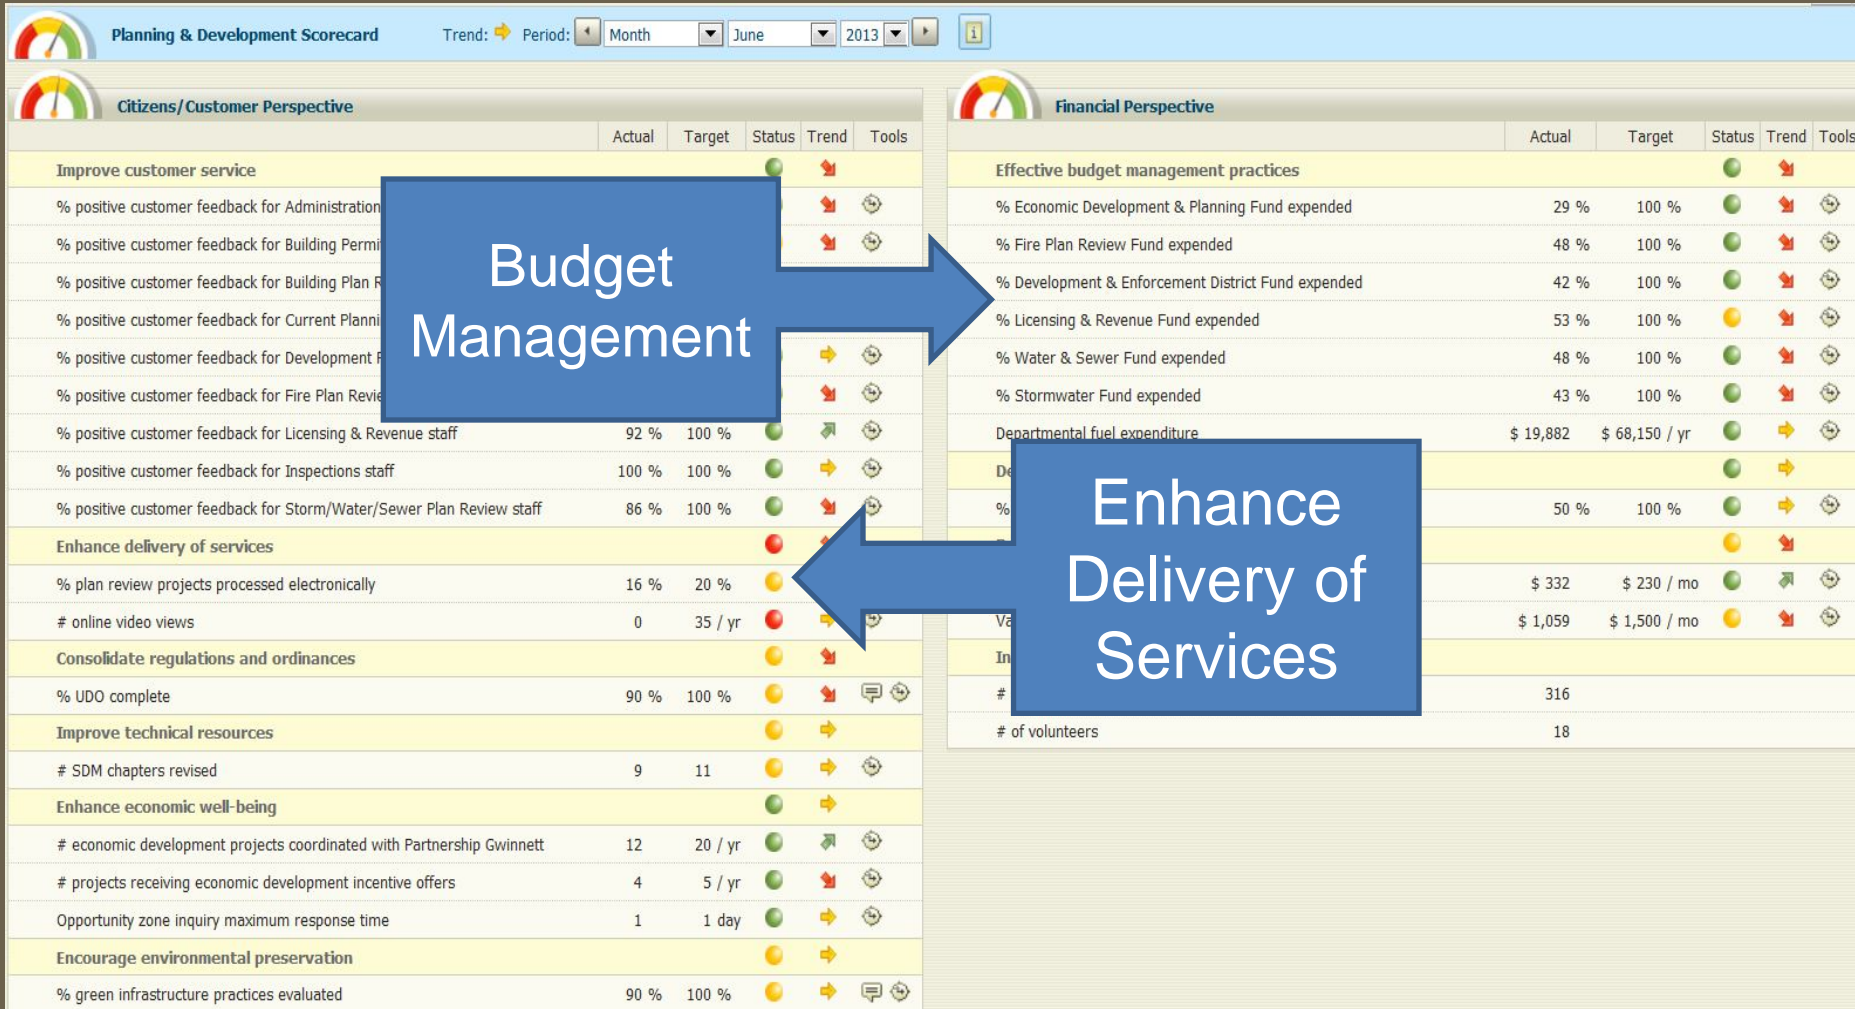 Planning & Development Scorecard Trend: Period: Month June 2013
Citizens/Customer Perspective
Actual Target Status Trend Tools
Improve customer service
% positive customer feedback for Administration
% positive customer feedback for Building Permi
% positive customer feedback for Building Plan R
% positive customer feedback for Current Planni
% positive customer feedback for Development
% positive customer feedback for Fire Plan Revie
% positive customer feedback for Licensing & Revenue staff 92 % 100 %
% positive customer feedback for Inspections staff 100 % 100 %
% positive customer feedback for Storm/Water/Sewer Plan Review staff 86 % 100 %
Enhance delivery of services
% plan review projects processed electronically 16 % 20 %
# online video views 0 35 / yr
Consolidate regulations and ordinances
% UDO complete 90 % 100 %
Improve technical resources
# SDM chapters revised 9 11
Enhance economic well-being
# economic development projects coordinated with Partnership Gwinnett 12 20 / yr
# projects receiving economic development incentive offers 4 5 / yr
Opportunity zone inquiry maximum response time 1 1 day
Encourage environmental preservation
% green infrastructure practices evaluated 90 % 100 %
Budget
Management
Financial Perspective
Actual Target Status Trend Tools
Effective budget management practices
% Economic Development & Planning Fund expended 29 % 100 %
% Fire Plan Review Fund expended 48 % 100 %
% Development & Enforcement District Fund expended 42 % 100 %
% Licensing & Revenue Fund expended 53 % 100 %
% Water & Sewer Fund expended 48 % 100 %
% Stormwater Fund expended 43 % 100 %
Departmental fuel expenditure $ 19,882 $ 68,150 / yr
De
% 50 % 100 %
$ 332 $ 230 / mo
Va $ 1,059 $ 1,500 / mo
In
# 316
# of volunteers 18
Enhance
Delivery of
Services